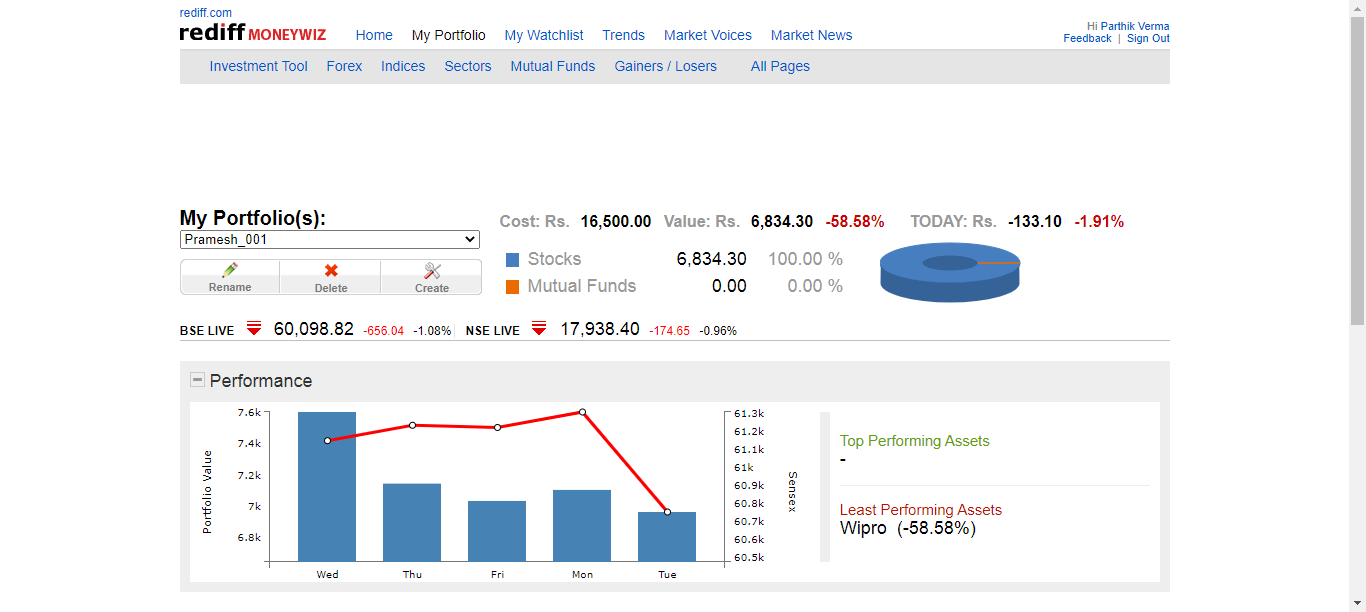 rediff.com
rediff MONEYWIZ Home My Portfolio My Watchlist Trends Market Voices Market News
Hi Parthik Verma
Feedback | Sign Out
Investment Tool Forex Indices Sectors Mutual Funds Gainers / Losers All Pages
My Portfolio(s):
Pramesh_001
Rename Delete Create
Cost: Rs. 16,500.00 Value: Rs. 6,834.30 -58.58% TODAY: Rs. -133.10 -1.91%
Stocks 6,834.30 100.00 %
Mutual Funds 0.00 0.00 %
BSE LIVE 60,098.82 -656.04 -1.08% NSE LIVE 17,938.40 -174.65 -0.96%
Performance
Portfolio Value
7.6k
7.4k
7.2k
7k
6.8k
Wed Thu Fri Mon Tue
61.3k
61.2k
61.1k
61k
60.9k
60.8k
60.7k
60.6k
60.5k
Sensex
Top Performing Assets
-
Least Performing Assets
Wipro (-58.58%)